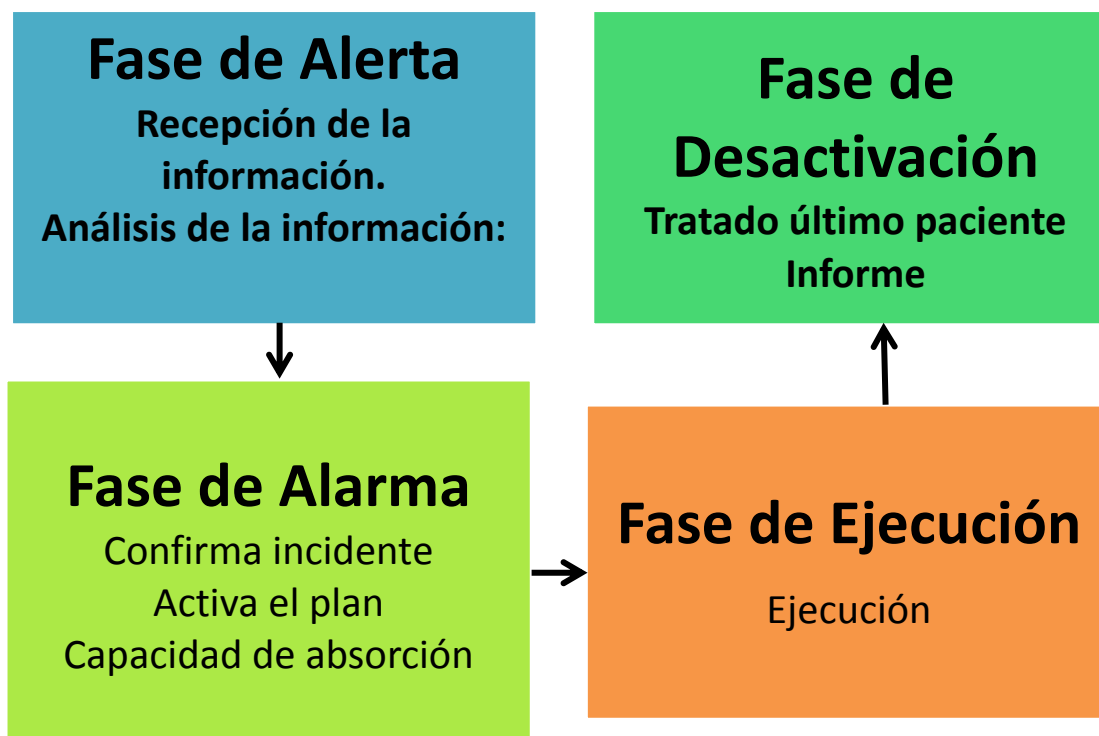 Fase de Alerta
Recepción de la
información.
Análisis de la información:
Fase de Alarma
Confirma incidente
Activa el plan
Capacidad de absorción
Fase de Ejecución
Ejecución
Fase de
Desactivación
Tratado último paciente
Informe